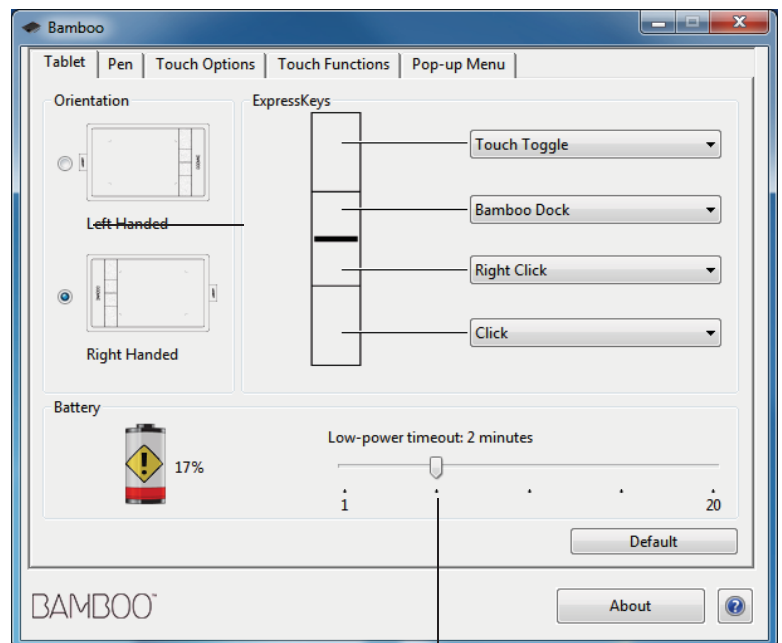 Bamboo
Tablet Pen Touch Options Touch Functions Pop-up Menu
Orientation
ExpressKeys
Touch Toggle
Left Handed
Bamboo Dock
Right Click
Right Handed
Click
Battery
17%
Low-power timeout: 2 minutes
1 20
Default
BAMBOO™
About